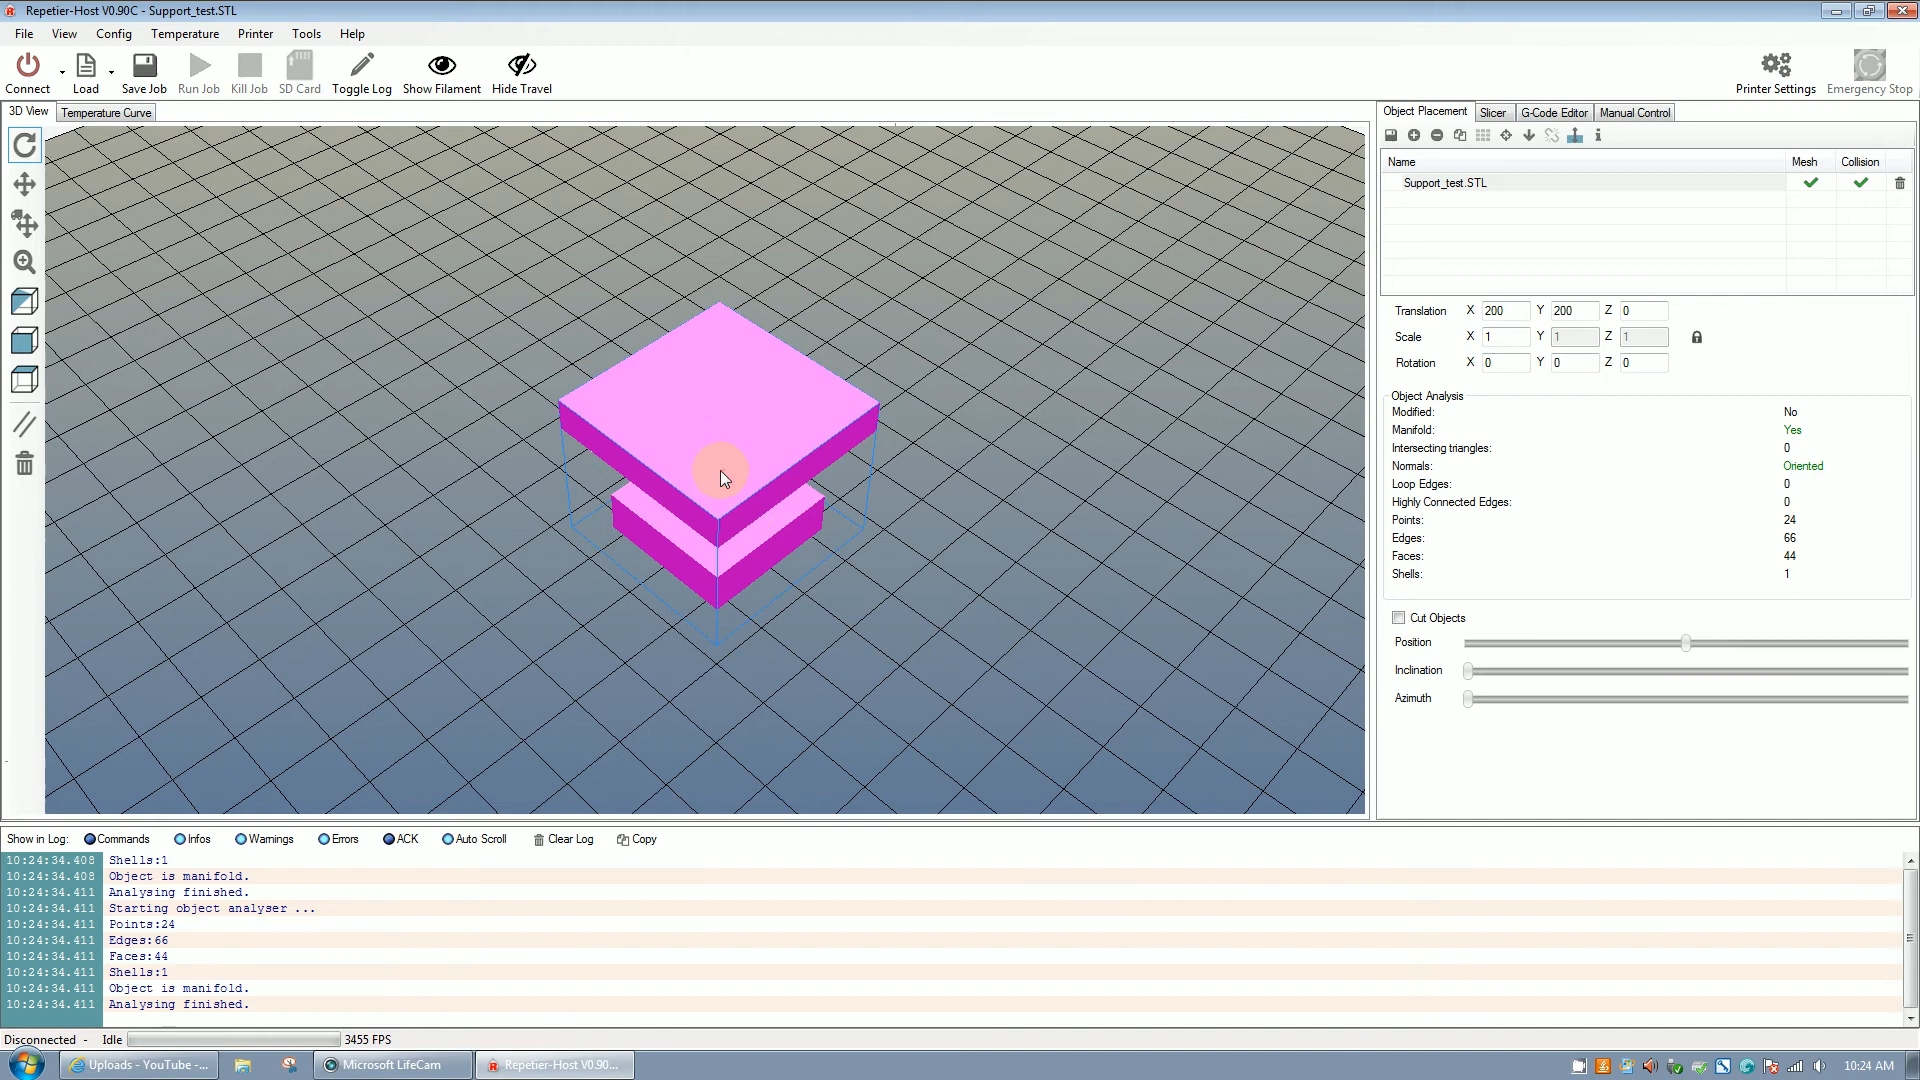 Repetier-Host V0.90C - Support_test.STL
File View Config Temperature Printer Tools Help
Connect Load Save Job Run Job Kill Job SD Card Toggle Log Show Filament Hide Travel Printer Settings Emergency Stop
3D View Temperature Curve
Object Placement Slicer G-Code Editor Manual Control
Name Mesh Collision
Support_test.STL
Translation X 200 Y 200 Z 0
Scale X 1 Y 1 Z 1
Rotation X 0 Y 0 Z 0
Object Analysis
Modified: No
Manifold: Yes
Intersecting triangles: 0
Normals: Oriented
Loop Edges: 0
Highly Connected Edges: 0
Points: 24
Edges: 66
Faces: 44
Shells: 1
Cut Objects
Position
Inclination
Azimuth
Show in Log: Commands Infos Warnings Errors ACK Auto Scroll Clear Log Copy
10:24:34.408 Shells:1
10:24:34.408 Object is manifold.
10:24:34.411 Analysing finished.
10:24:34.411 Starting object analyser ...
10:24:34.411 Points:24
10:24:34.411 Edges:66
10:24:34.411 Faces:44
10:24:34.411 Shells:1
10:24:34.411 Object is manifold.
10:24:34.411 Analysing finished.
Disconnected - Idle 3455 FPS
Uploads - YouTube -... Microsoft LifeCam Repetier-Host V0.90... 10:24 AM